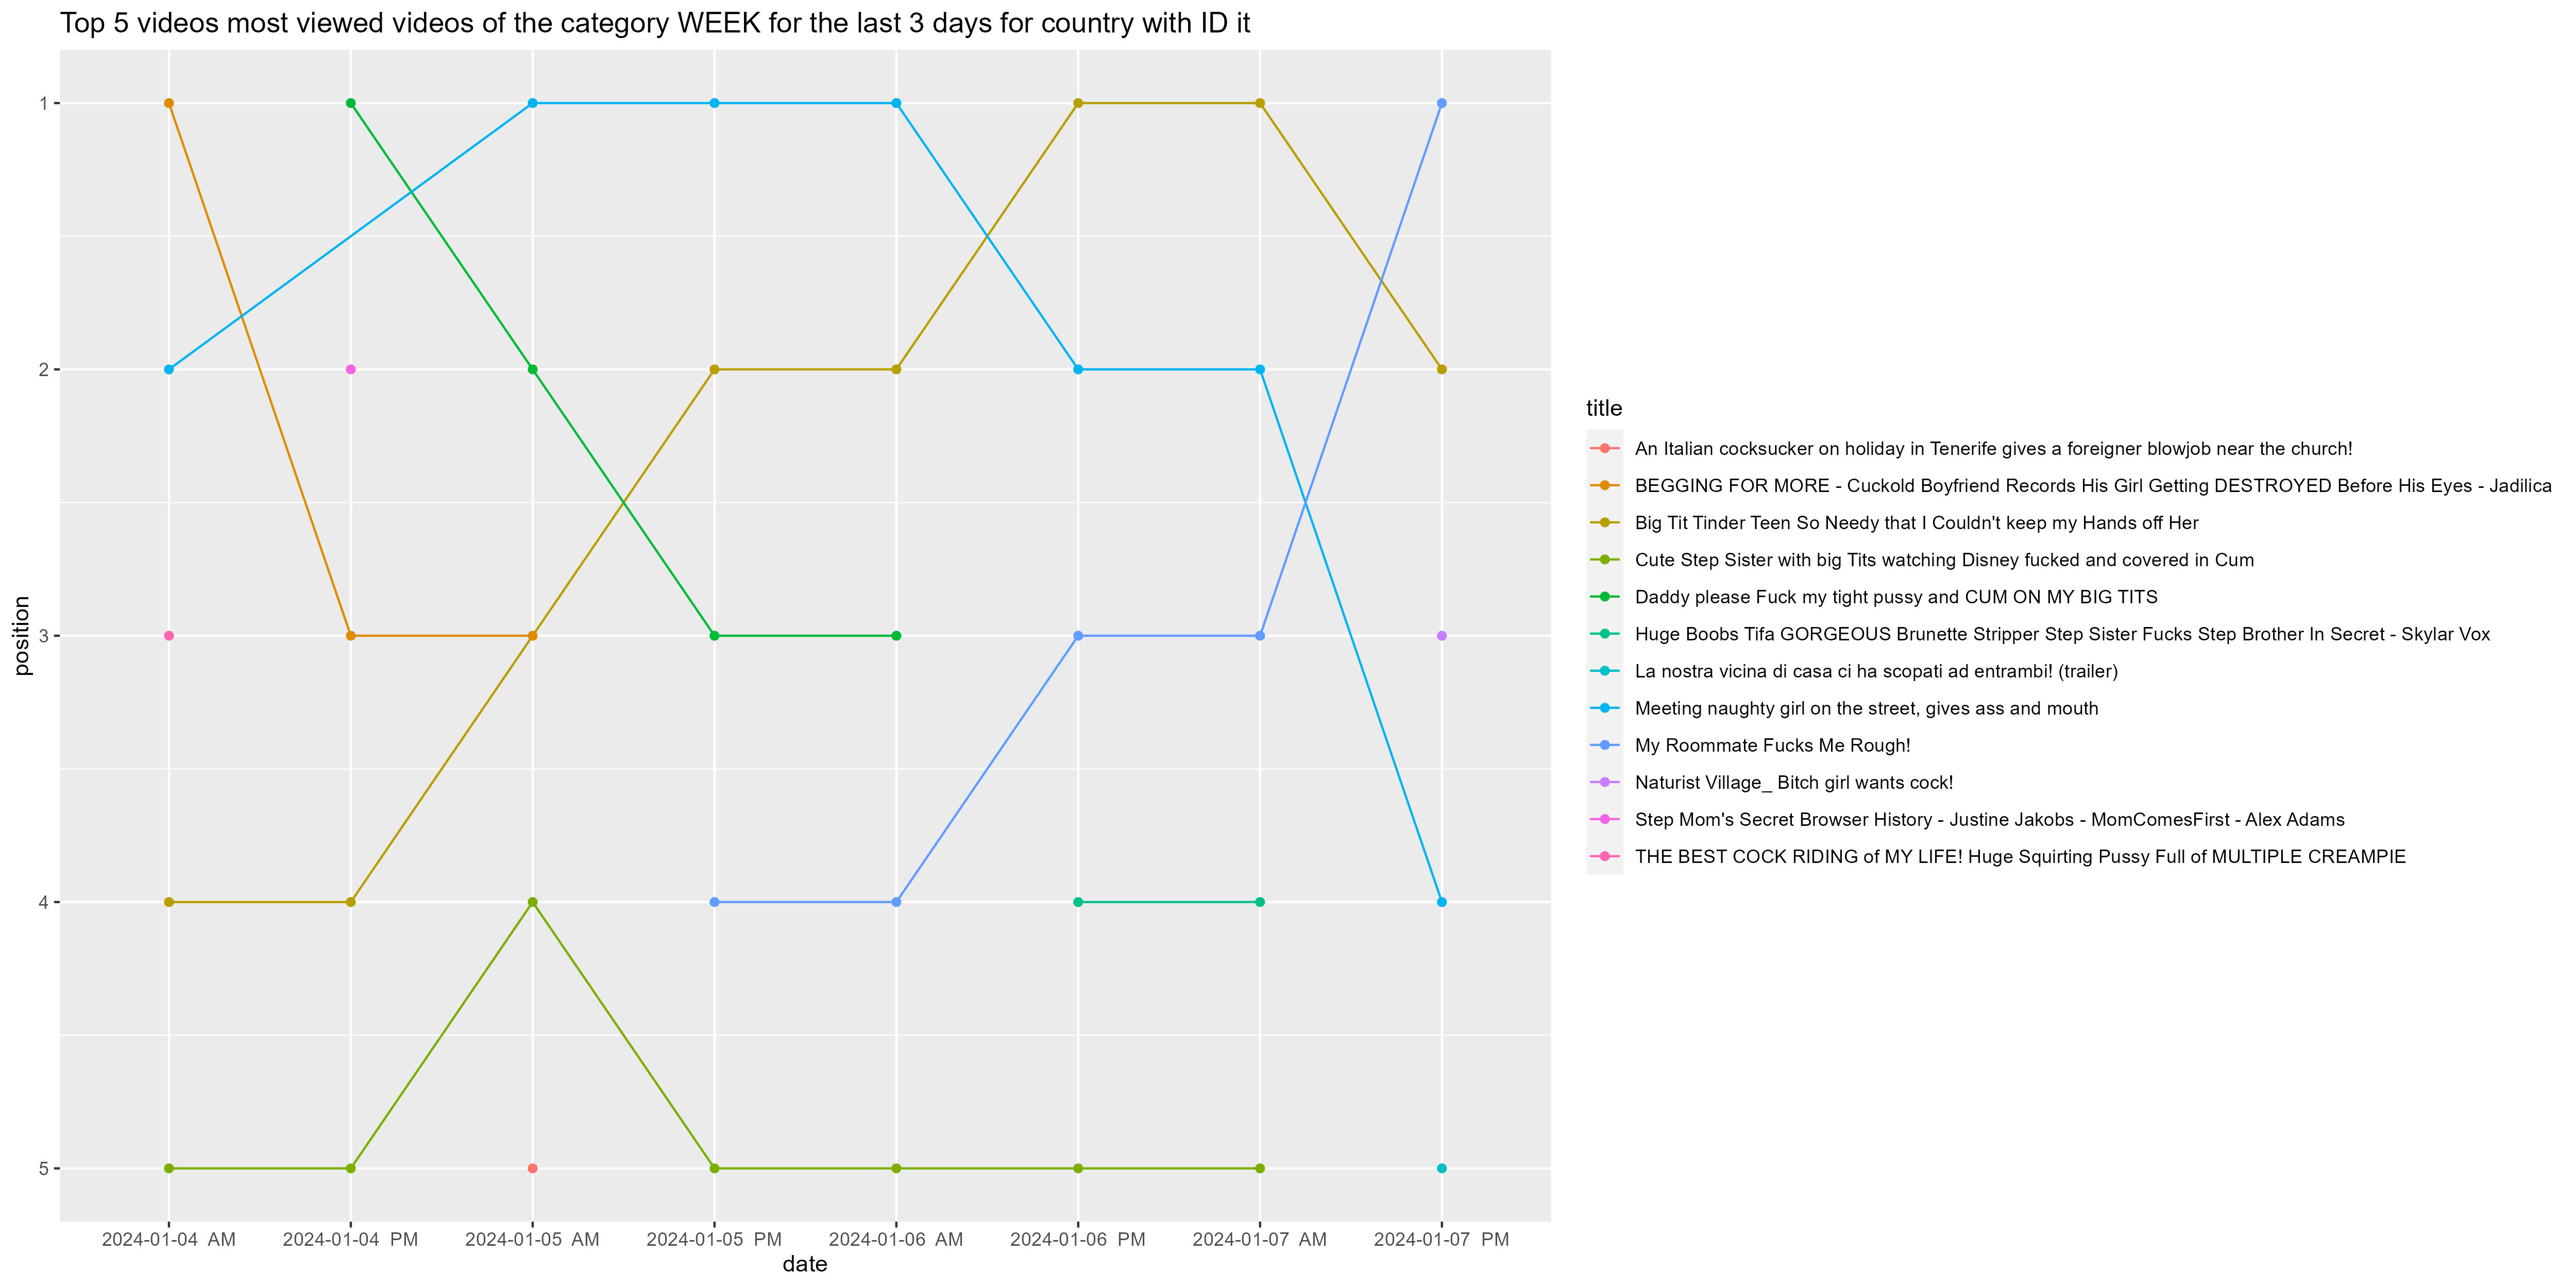 Top 5 videos most viewed videos of the category WEEK for the last 3 days for country with ID it
position
1
2
3
4
5
2024-01-04 AM
2024-01-04 PM
2024-01-05 AM
2024-01-05 PM
2024-01-06 AM
2024-01-06 PM
2024-01-07 AM
2024-01-07 PM
date
title
An Italian cocksucker on holiday in Tenerife gives a foreigner blowjob near the church!
BEGGING FOR MORE - Cuckold Boyfriend Records His Girl Getting DESTROYED Before His Eyes - Jadilica
Big Tit Tinder Teen So Needy that I Couldn't keep my Hands off Her
Cute Step Sister with big Tits watching Disney fucked and covered in Cum
Daddy please Fuck my tight pussy and CUM ON MY BIG TITS
Huge Boobs Tifa GORGEOUS Brunette Stripper Step Sister Fucks Step Brother In Secret - Skylar Vox
La nostra vicina di casa ci ha scopati ad entrambi! (trailer)
Meeting naughty girl on the street, gives ass and mouth
My Roommate Fucks Me Rough!
Naturist Village_ Bitch girl wants cock!
Step Mom's Secret Browser History - Justine Jakobs - MomComesFirst - Alex Adams
THE BEST COCK RIDING of MY LIFE! Huge Squirting Pussy Full of MULTIPLE CREAMPIE